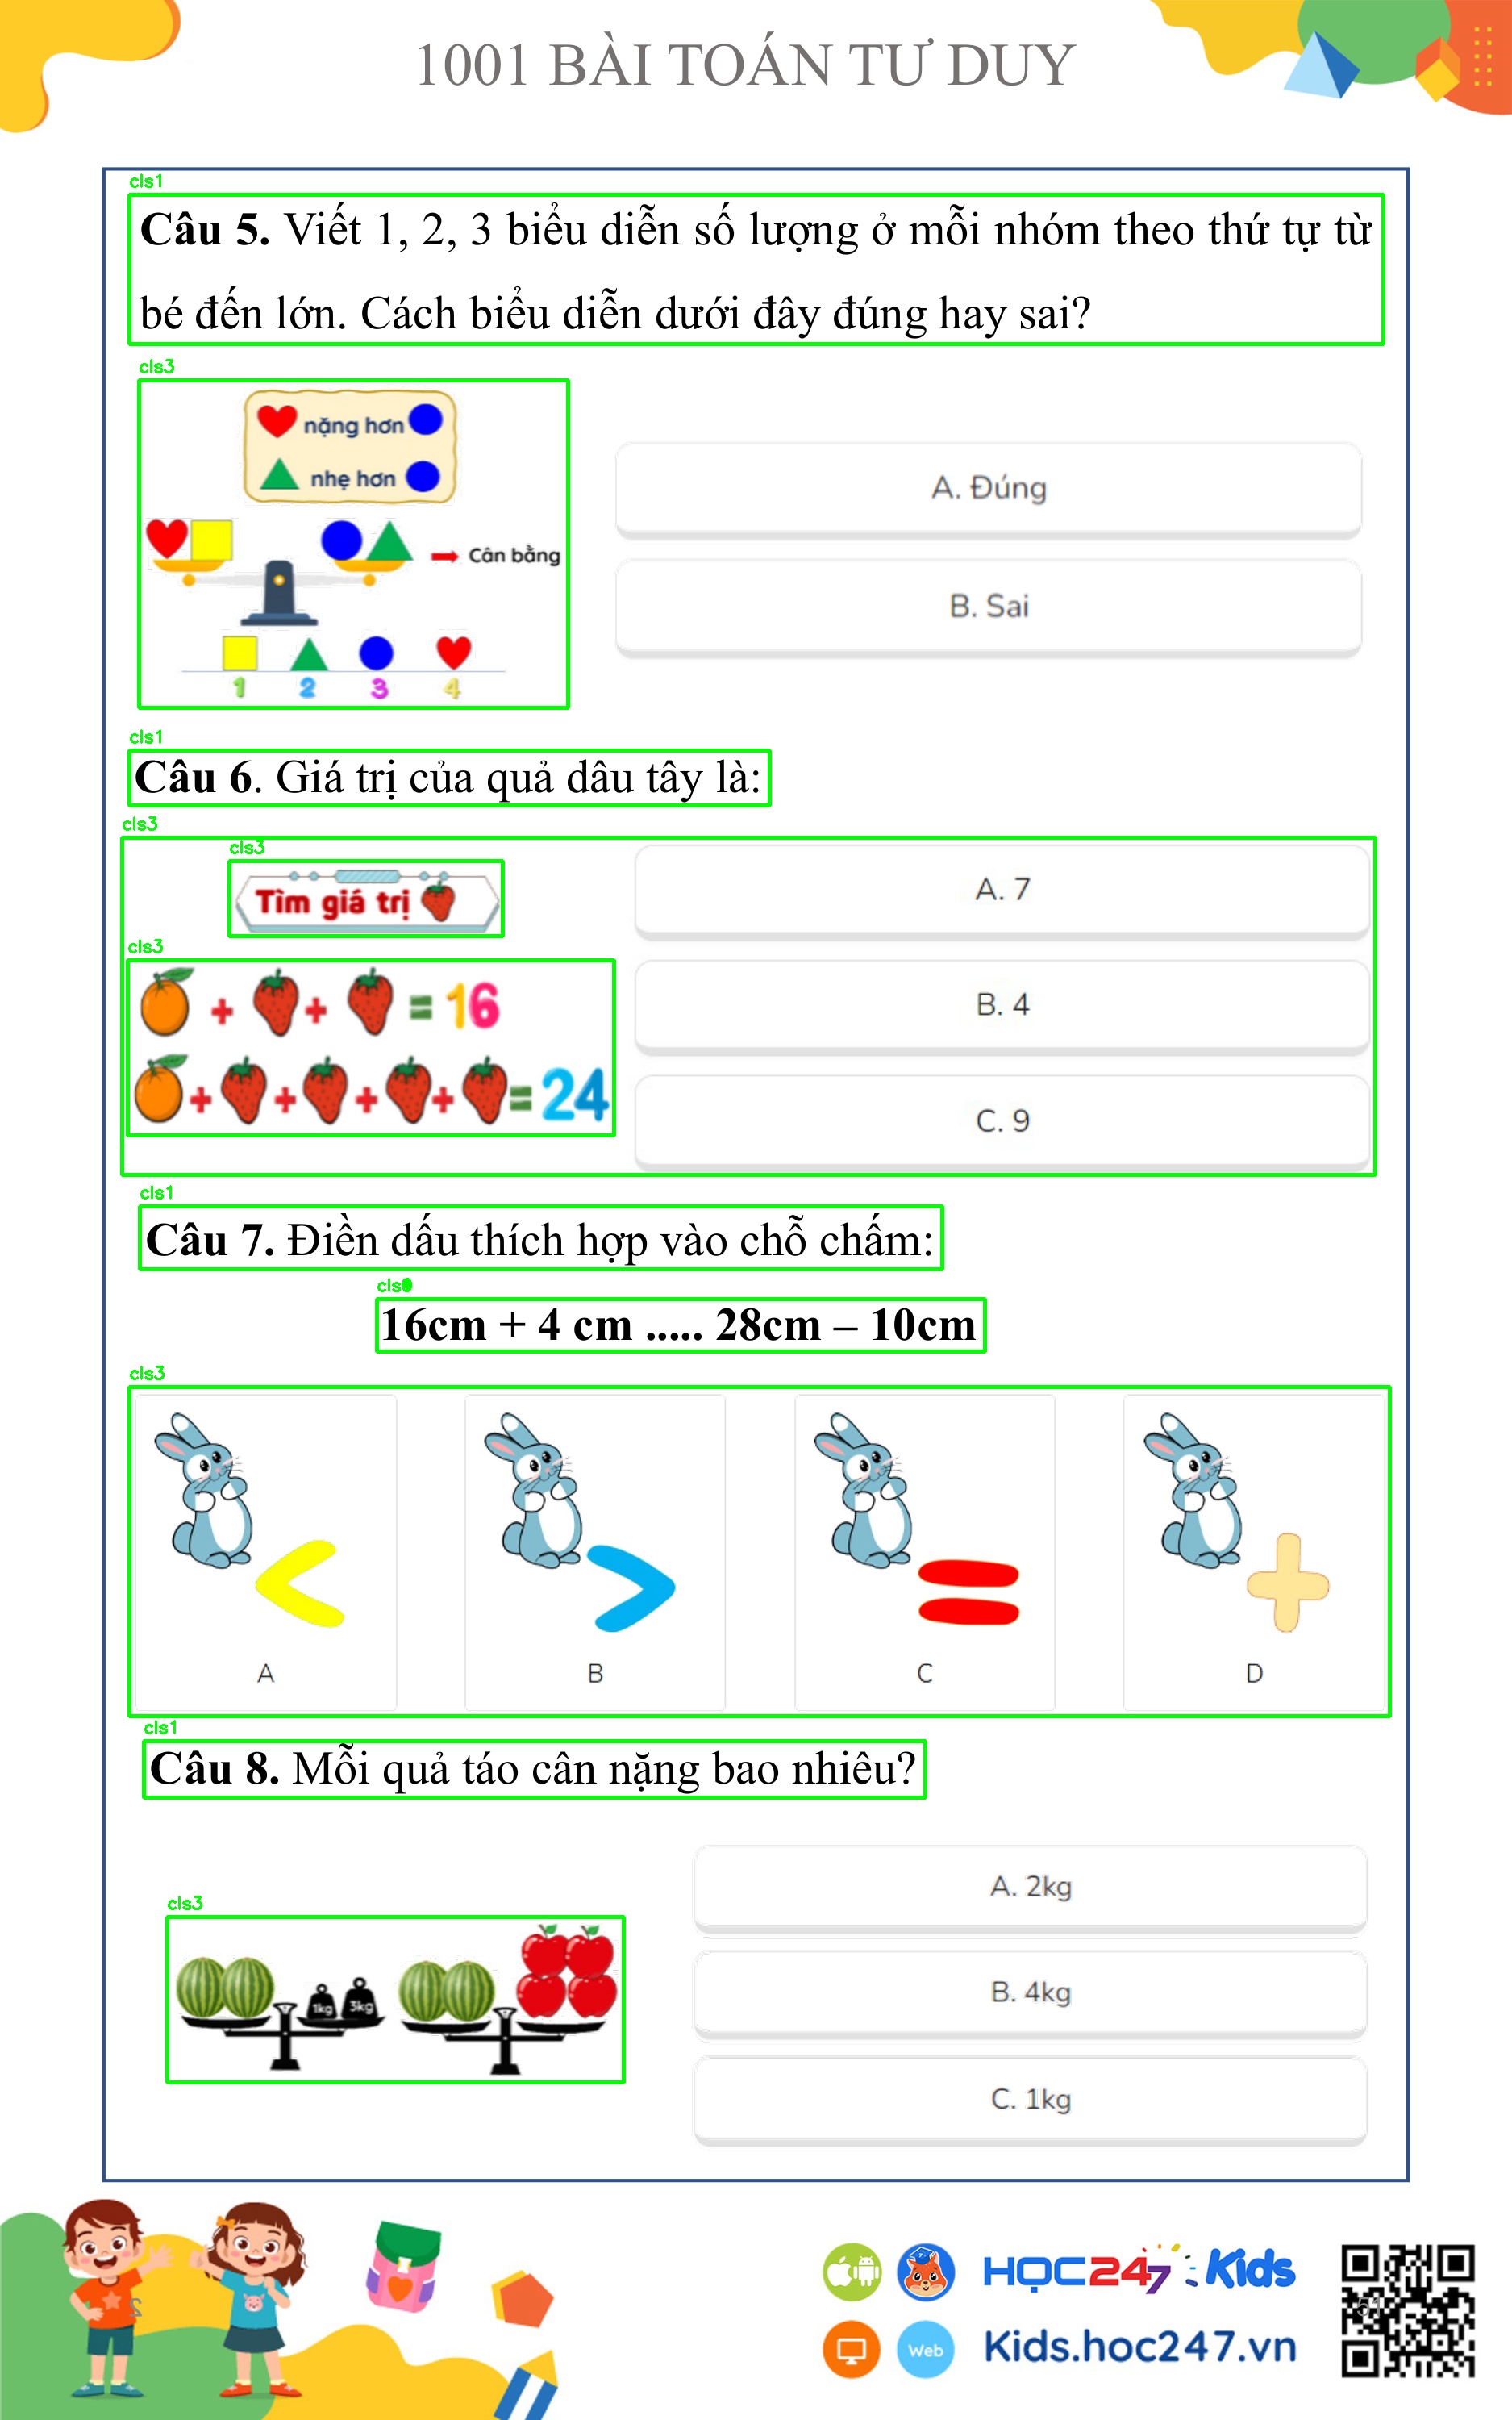 1001 BÀI TOÁN TƯ DUY
cls1
Câu 5. Viết 1, 2, 3 biểu diễn số lượng ở mỗi nhóm theo thứ tự từ
bé đến lớn. Cách biểu diễn dưới đây đúng hay sai?
cls3
nặng hơn
nhẹ hơn
Cân bằng
1 2 3 4
A. Đúng
B. Sai
cls1
Câu 6. Giá trị của quả dâu tây là:
cls3
cls3
Tìm giá trị
cls3
+ + = 16
+ + + + = 24
A. 7
B. 4
C. 9
cls1
Câu 7. Điền dấu thích hợp vào chỗ chấm:
16cm + 4 cm ..... 28cm – 10cm
cls3
< > = +
A B C D
cls1
Câu 8. Mỗi quả táo cân nặng bao nhiêu?
cls3
1kg 3kg
A. 2kg
B. 4kg
C. 1kg
HỌC247 Kids
Web Kids.hoc247.vn
2
51